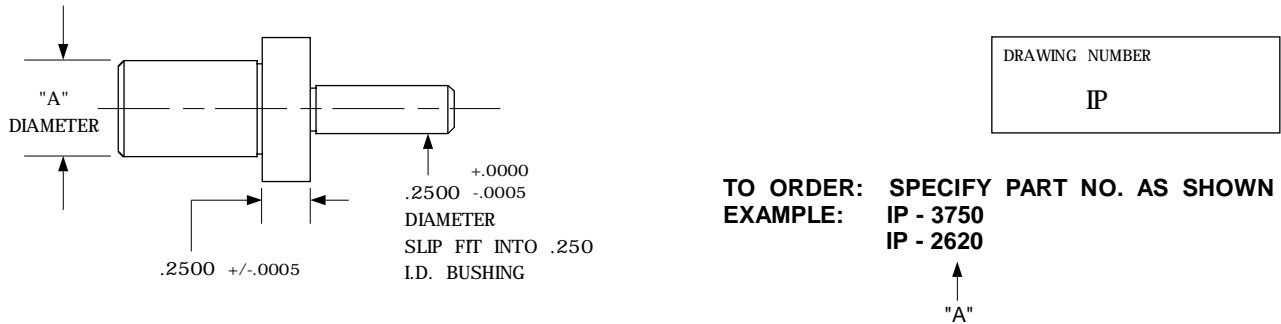 "A"
DIAMETER
.2500 +/-.0005
+.0000
.2500 -.0005
DIAMETER
SLIP FIT INTO .250
I.D. BUSHING
DRAWING NUMBER
IP
TO ORDER: SPECIFY PART NO. AS SHOWN
EXAMPLE: IP - 3750
IP - 2620
"A"